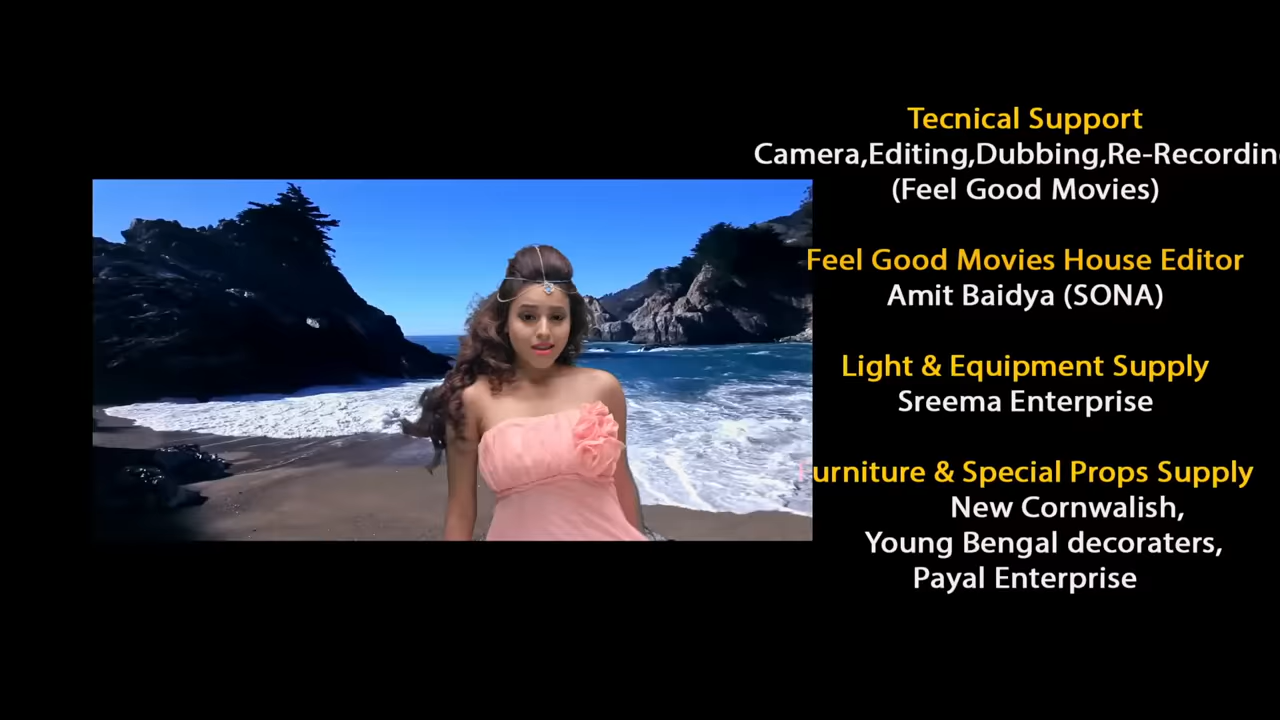 Tecnical Support
Camera,Editing,Dubbing,Re-Recordin
(Feel Good Movies)
Feel Good Movies House Editor
Amit Baidya (SONA)
Light & Equipment Supply
Sreema Enterprise
urniture & Special Props Supply
New Cornwalish,
Young Bengal decoraters,
Payal Enterprise